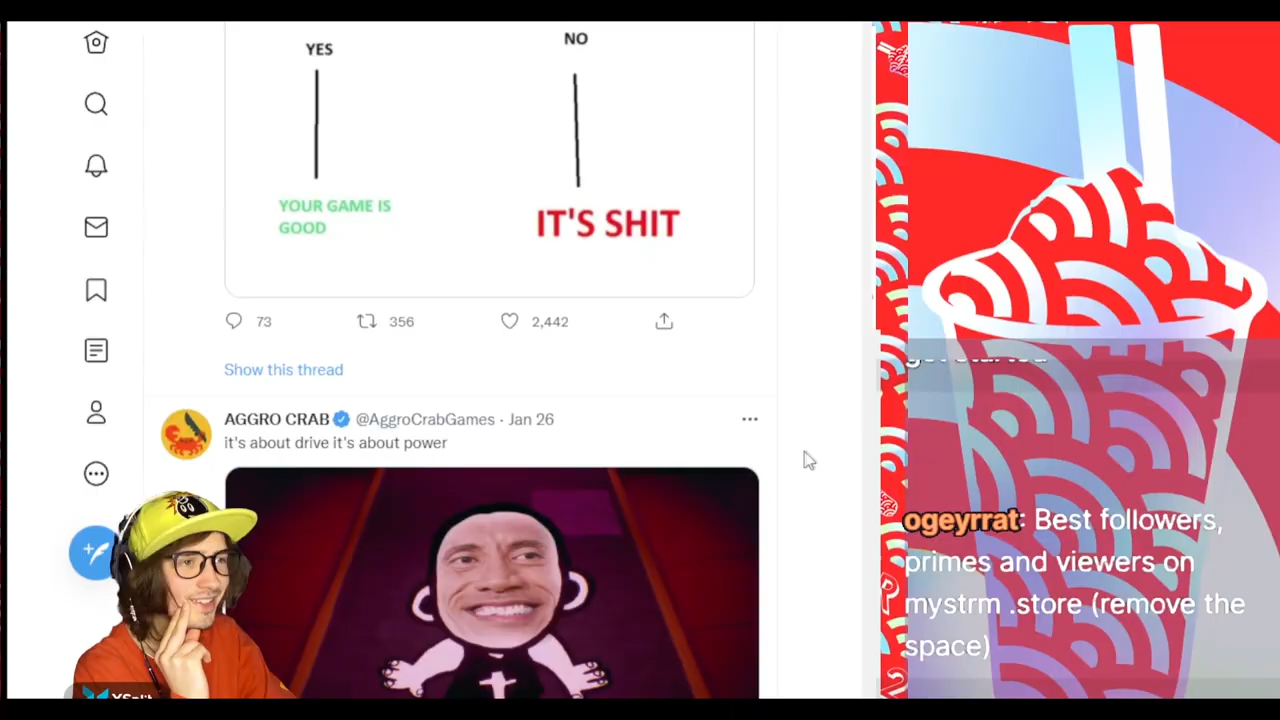 YES
NO
YOUR GAME IS
GOOD
IT'S SHIT
73
356
2,442
Show this thread
AGGRO CRAB @AggroCrabGames · Jan 26
it's about drive it's about power
ogeyrrat: Best followers,
primes and viewers on
mystrm .store (remove the
space)